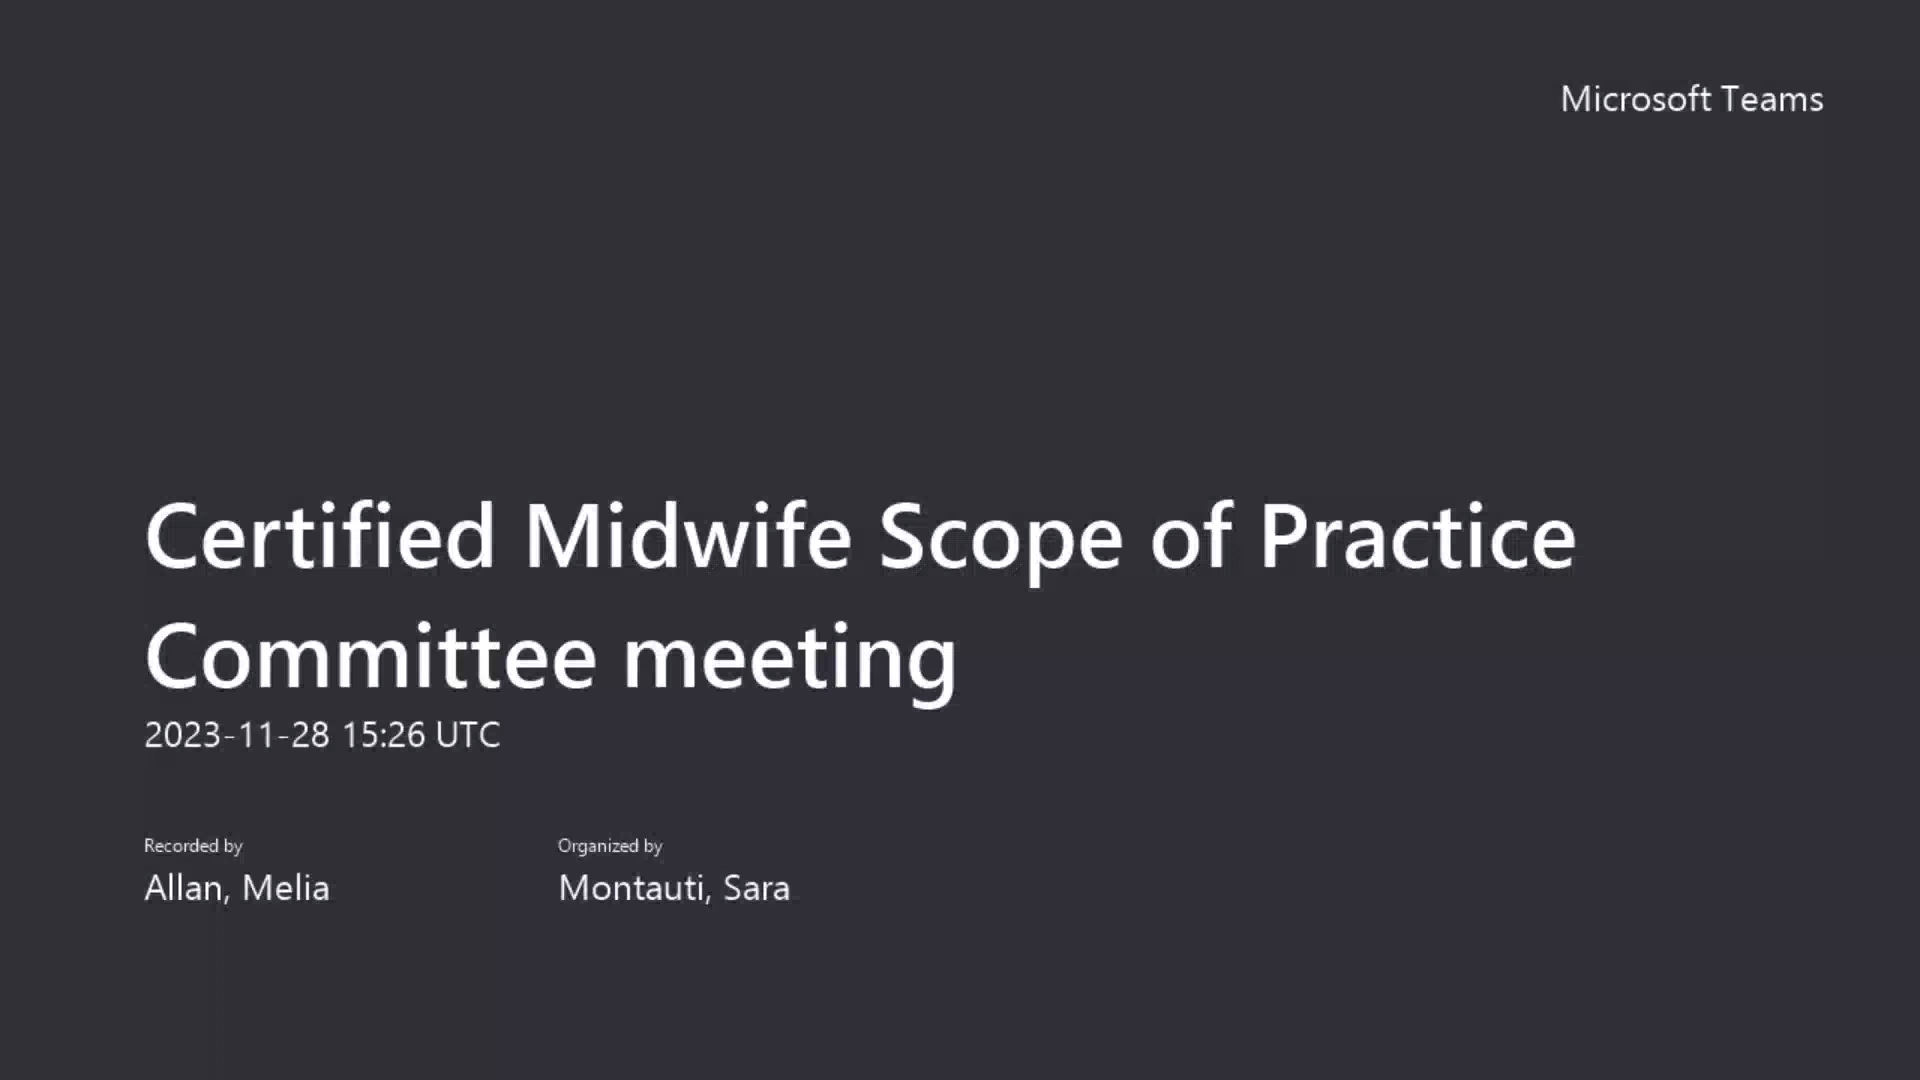 Microsoft Teams
Certified Midwife Scope of Practice
Committee meeting
2023-11-28 15:26 UTC
Recorded by
Organized by
Allan, Melia
Montauti, Sara